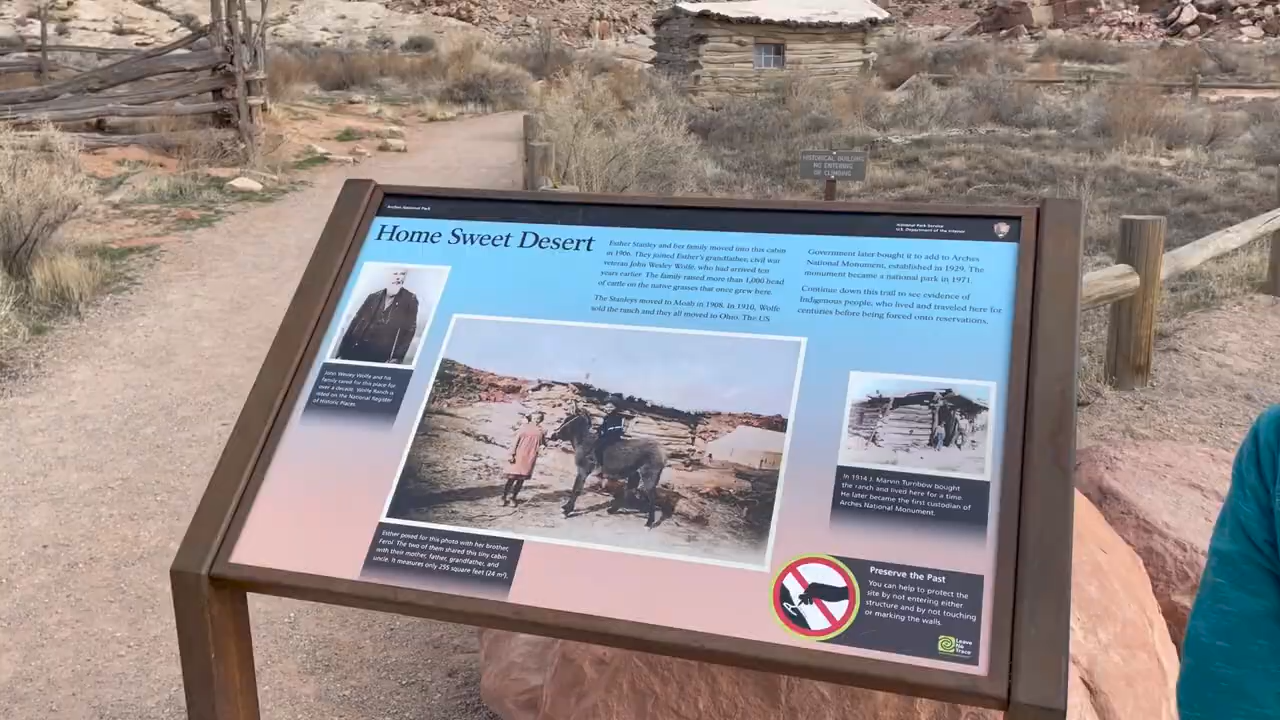 HISTORICAL BUILDING
NO ENTERING
OR CLIMBING
Arches National Park
National Park Service
U.S. Department of the Interior
Home Sweet Desert
Esther Stanley and her family moved into this cabin
in 1906. They joined Esther's grandfather, civil war
veteran John Wesley Wolfe, who had arrived ten
years earlier. The family raised more than 1,000 head
of cattle on the native grasses that once grew here.
The Stanleys moved to Moab in 1908. In 1910, Wolfe
sold the ranch and they all moved to Ohio. The US
Government later bought it to add to Arches
National Monument, established in 1929. The
monument became a national park in 1971.
Continue down this trail to see evidence of
Indigenous people, who lived and traveled here for
centuries before being forced onto reservations.
John Wesley Wolfe and his
family cared for this place for
over a decade. Wolfe Ranch is
listed on the National Register
of Historic Places.
Esther posed for this photo with her brother,
Ferol. The two of them shared this tiny cabin
with their mother, father, grandfather, and
uncle. It measures only 255 square feet (24 m²).
In 1914 J. Marvin Turnbow bought
the ranch and lived here for a time.
He later became the first custodian of
Arches National Monument.
Preserve the Past
You can help to protect the
site by not entering either
structure and by not touching
or marking the walls.
Leave
No
Trace